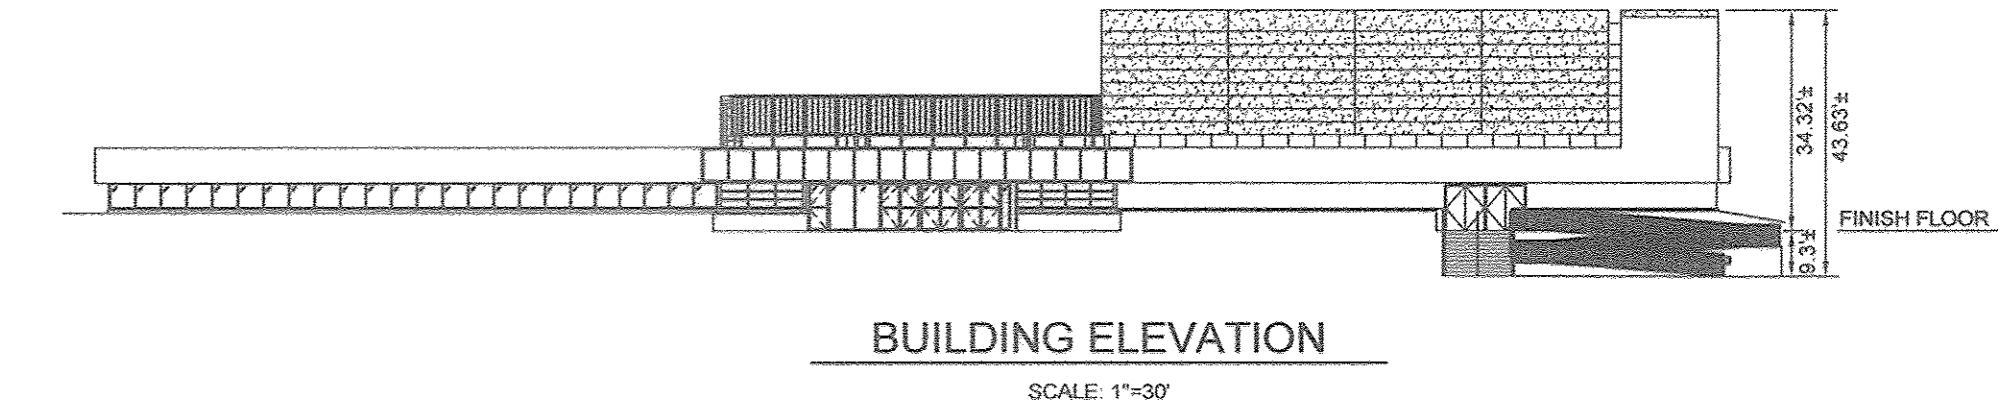 34.32'±
43.63'±
FINISH FLOOR
9.3'±
BUILDING ELEVATION
SCALE: 1"=30'